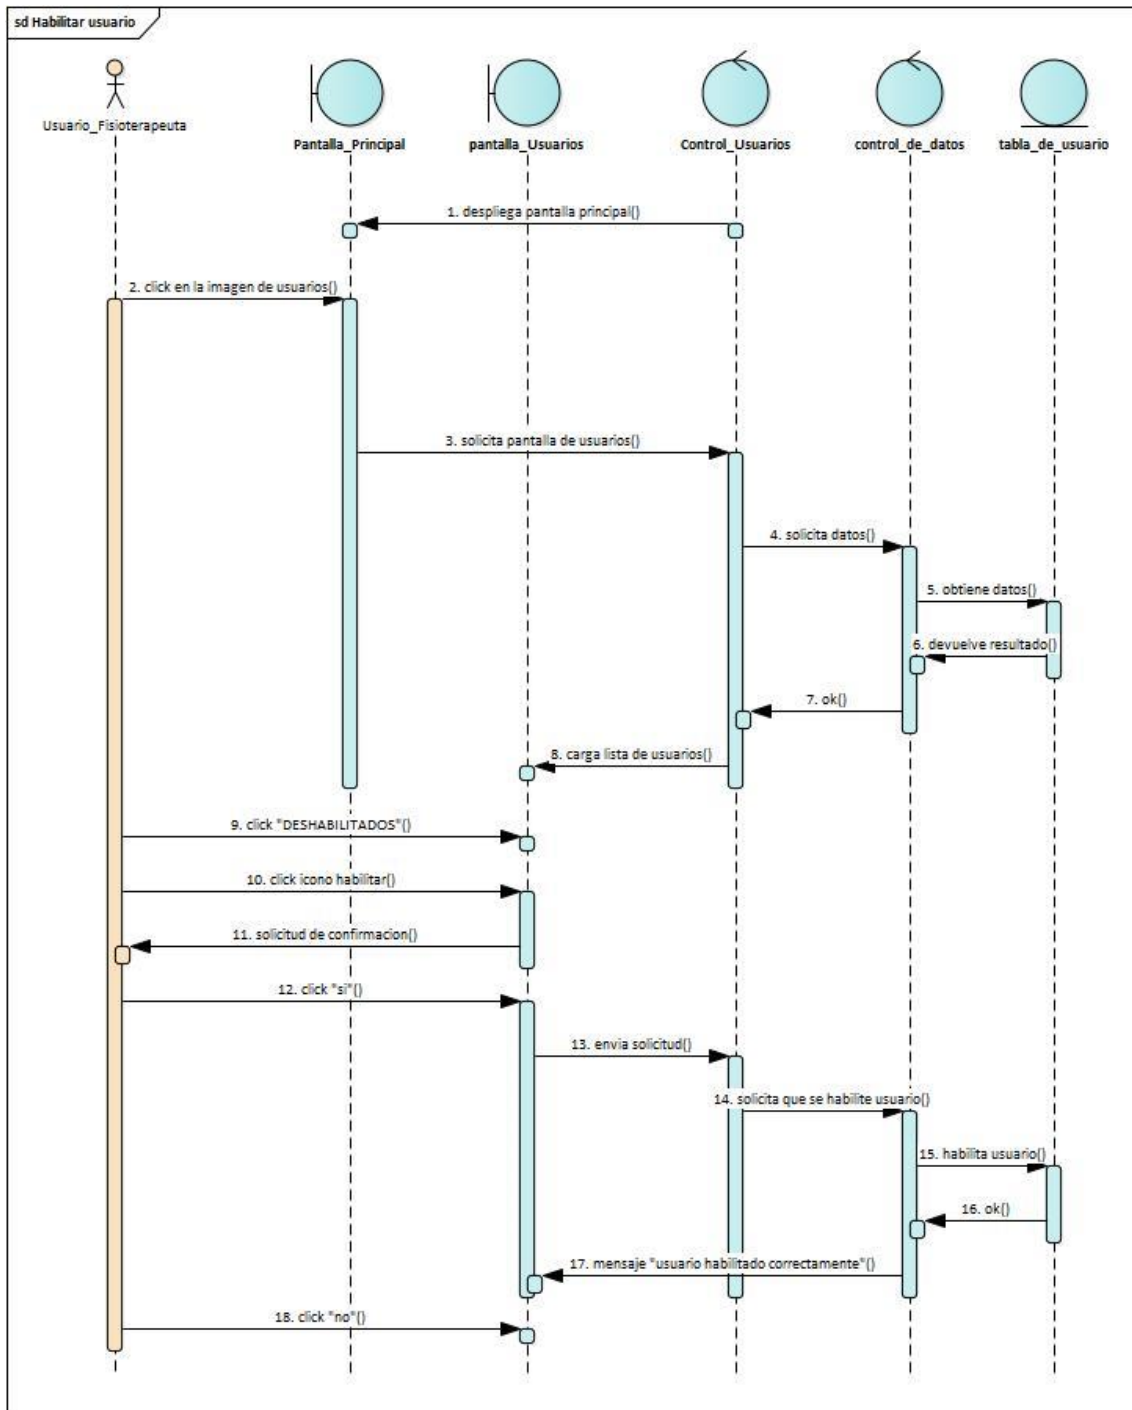 sd Habilitar usuario
Usuario_Fisioterapeuta
Pantalla_Principal
pantalla_Usuarios
Control_Usuarios
control_de_datos
tabla_de_usuario
1. despliega pantalla principal()
2. click en la imagen de usuarios()
3. solicita pantalla de usuarios()
4. solicita datos()
5. obtiene datos()
6. devuelve resultado()
7. ok()
8. carga lista de usuarios()
9. click "DESHABILITADOS"()
10. click icono habilitar()
11. solicitud de confirmacion()
12. click "si"()
13. envia solicitud()
14. solicita que se habilite usuario()
15. habilita usuario()
16. ok()
17. mensaje "usuario habilitado correctamente"()
18. click "no"()